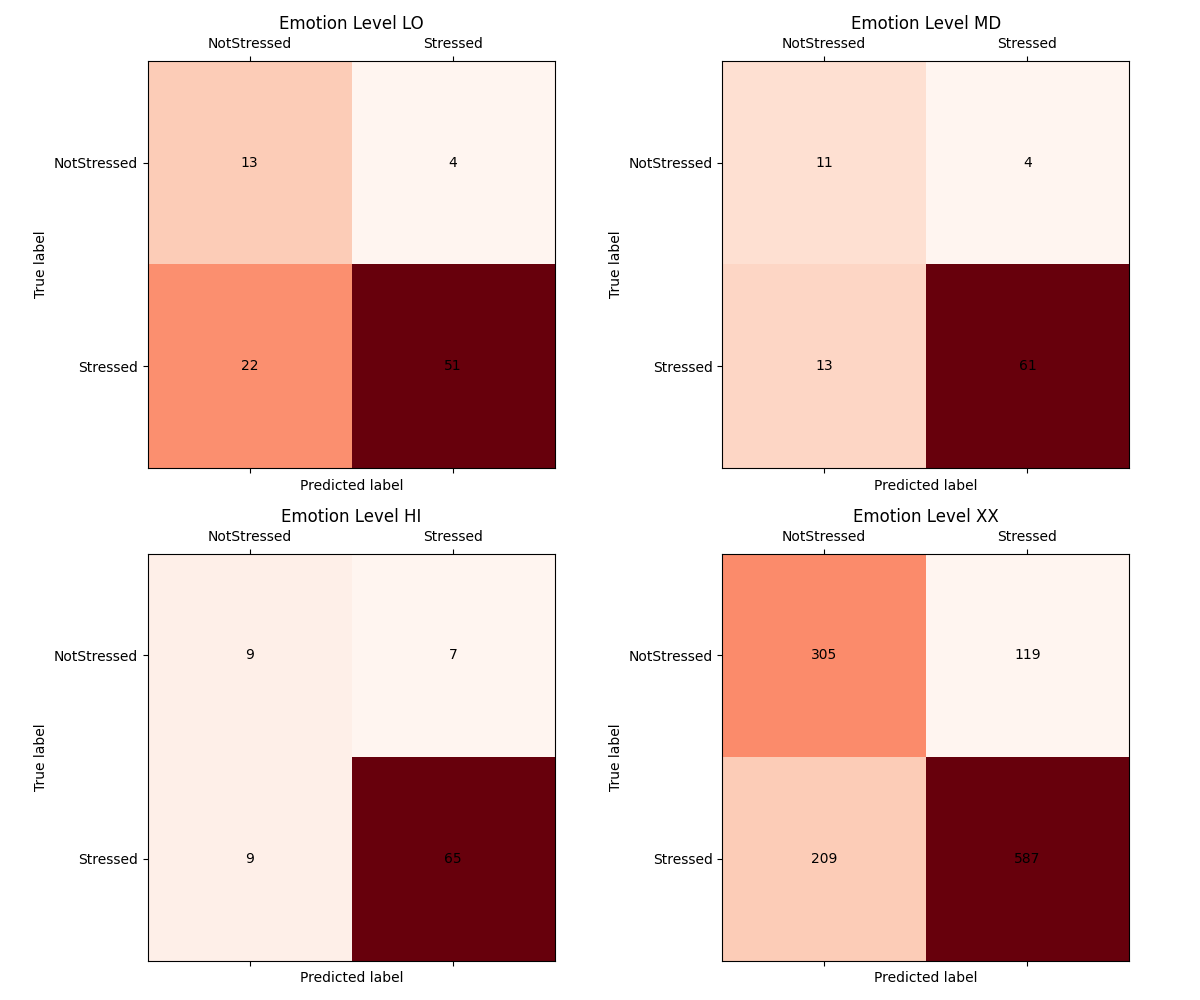 Emotion Level LO
NotStressed Stressed
NotStressed 13 4
True label
Stressed 22 51
Predicted label
Emotion Level MD
NotStressed Stressed
NotStressed 11 4
True label
Stressed 13 61
Predicted label
Emotion Level HI
NotStressed Stressed
NotStressed 9 7
True label
Stressed 9 65
Predicted label
Emotion Level XX
NotStressed Stressed
NotStressed 305 119
True label
Stressed 209 587
Predicted label